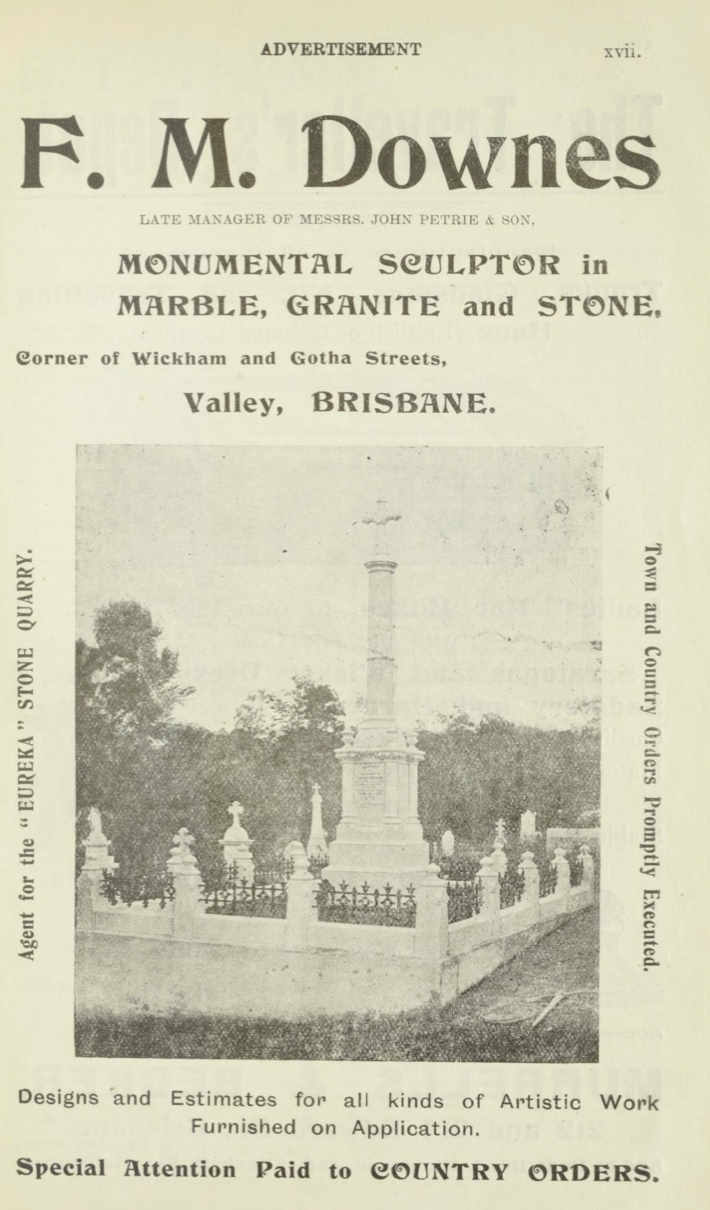 ADVERTISEMENT xvii.
F. M. Downes
LATE MANAGER OF MESSRS. JOHN PETRIE & SON,
MONUMENTAL SCULPTOR in
MARBLE, GRANITE and STONE,
Corner of Wickham and Gotha Streets,
Valley, BRISBANE.
Agent for the "EUREKA" STONE QUARRY.
Town and Country Orders Promptly Executed.
Designs and Estimates for all kinds of Artistic Work
Furnished on Application.
Special Attention Paid to COUNTRY ORDERS.